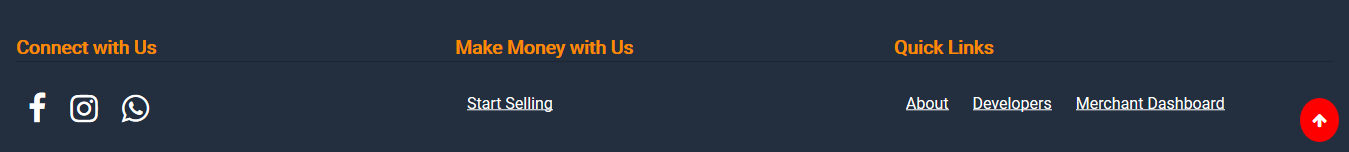 Connect with Us
Make Money with Us
Start Selling
Quick Links
About Developers Merchant Dashboard